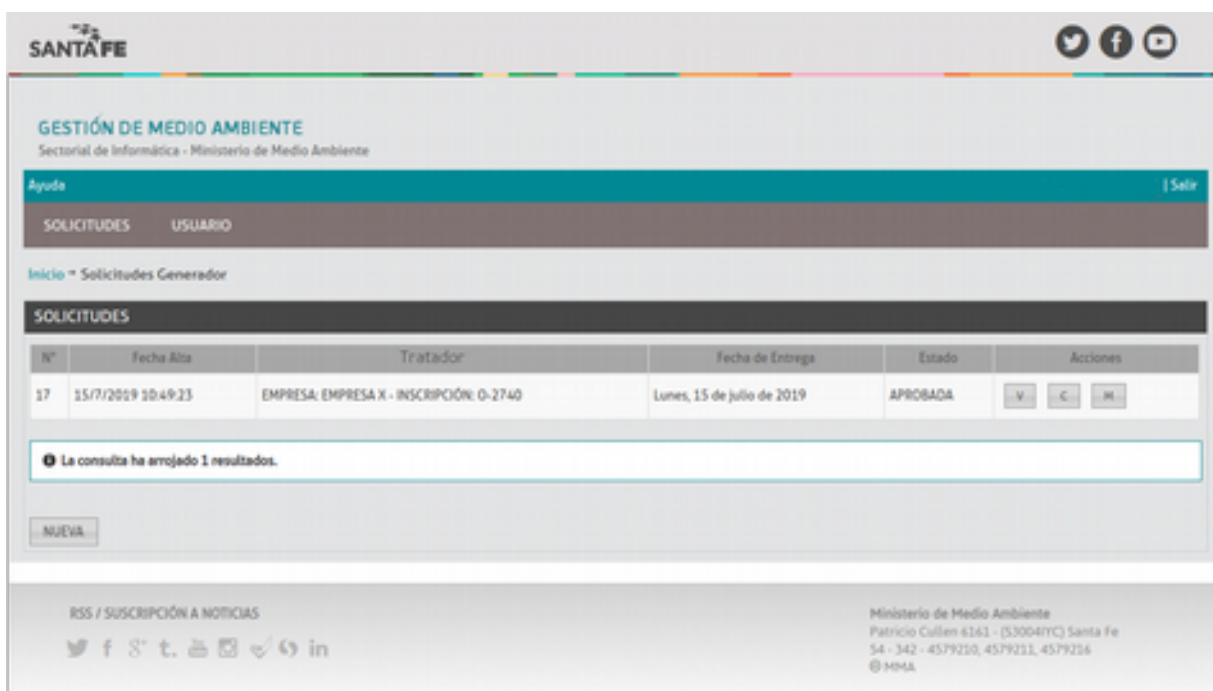 SANTA FE
GESTIÓN DE MEDIO AMBIENTE
Sectorial de Informática - Ministerio de Medio Ambiente
Ayuda | Salir
SOLICITUDES USUARIO
Inicio - Solicitudes Generador
SOLICITUDES
N° Fecha Alta Tratador Fecha de Entrega Estado Acciones
17 15/7/2019 10:49:23 EMPRESA: EMPRESA X - INSCRIPCIÓN: O-2740 Lunes, 15 de julio de 2019 APROBADA V C M
La consulta ha arrojado 1 resultados.
NUEVA
RSS / SUSCRIPCIÓN A NOTICIAS
Ministerio de Medio Ambiente
Patricio Cullen 6161 - (S3004IYC) Santa Fe
54 - 342 - 4579210, 4579211, 4579216
@ MMA